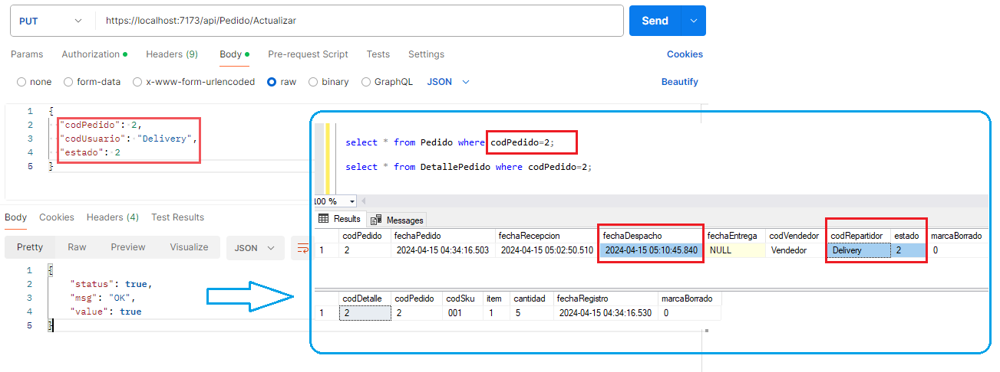 PUT https://localhost:7173/api/Pedido/Actualizar Send
Params Authorization Headers (9) Body Pre-request Script Tests Settings Cookies
none form-data x-www-form-urlencoded raw binary GraphQL JSON Beautify
1 {
2 "codPedido": 2,
3 "codUsuario": "Delivery",
4 "estado": 2
5 }
Body Cookies Headers (4) Test Results
Pretty Raw Preview Visualize JSON
1 {
2 "status": true,
3 "msg": "OK",
4 "value": true
5 }
select * from Pedido where codPedido=2;
select * from DetallePedido where codPedido=2;
100 %
Results Messages
codPedido fechaPedido fechaRecepcion fechaDespacho fechaEntrega codVendedor codRepartidor estado marcaBorrado
1 2 2024-04-15 04:34:16.503 2024-04-15 05:02:50.510 2024-04-15 05:10:45.840 NULL Vendedor Delivery 2 0
codDetalle codPedido codSku item cantidad fechaRegistro marcaBorrado
1 2 2 001 1 5 2024-04-15 04:34:16.530 0